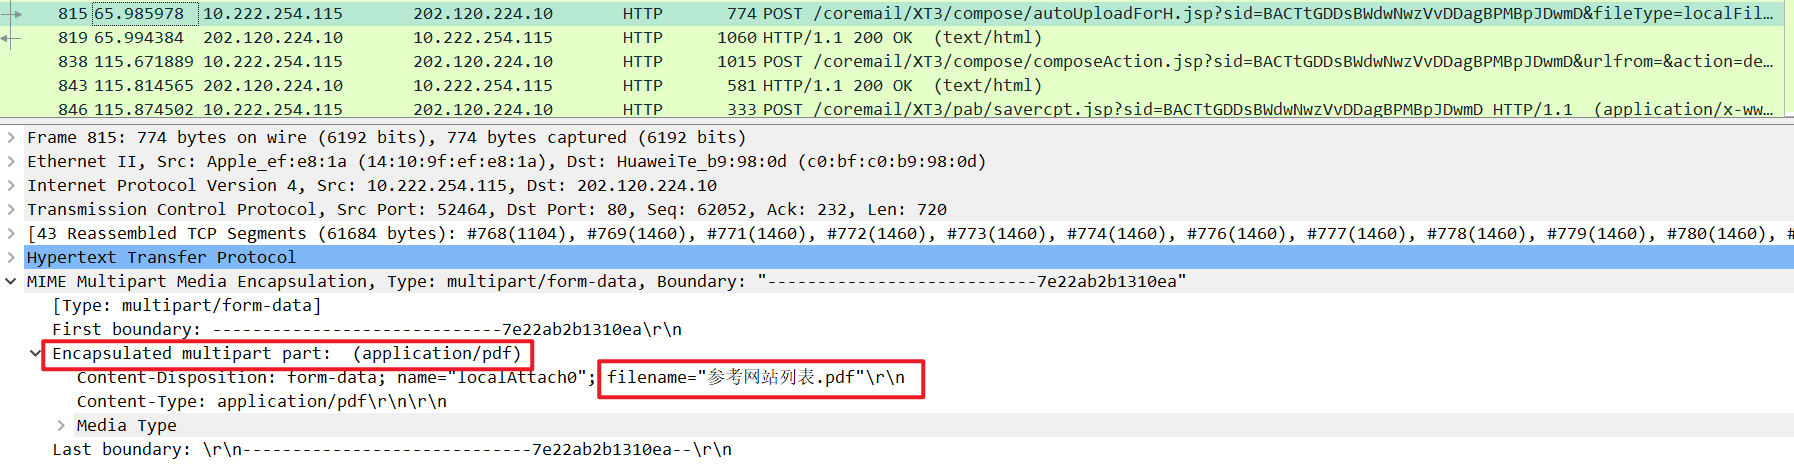 815 65.985978 10.222.254.115 202.120.224.10 HTTP 774 POST /coremail/XT3/compose/autoUploadForH.jsp?sid=BACTtGDDsBWdwNwzVvDDagBPMBpJDwmD&fileType=localFil…
819 65.994384 202.120.224.10 10.222.254.115 HTTP 1060 HTTP/1.1 200 OK (text/html)
838 115.671889 10.222.254.115 202.120.224.10 HTTP 1015 POST /coremail/XT3/compose/composeAction.jsp?sid=BACTtGDDsBWdwNwzVvDDagBPMBpJDwmD&urlfrom=&action=de…
843 115.814565 202.120.224.10 10.222.254.115 HTTP 581 HTTP/1.1 200 OK (text/html)
846 115.874502 10.222.254.115 202.120.224.10 HTTP 333 POST /coremail/XT3/pab/savercpt.jsp?sid=BACTtGDDsBWdwNwzVvDDagBPMBpJDwmD HTTP/1.1 (application/x-ww…
Frame 815: 774 bytes on wire (6192 bits), 774 bytes captured (6192 bits)
Ethernet II, Src: Apple_ef:e8:1a (14:10:9f:ef:e8:1a), Dst: HuaweiTe_b9:98:0d (c0:bf:c0:b9:98:0d)
Internet Protocol Version 4, Src: 10.222.254.115, Dst: 202.120.224.10
Transmission Control Protocol, Src Port: 52464, Dst Port: 80, Seq: 62052, Ack: 232, Len: 720
[43 Reassembled TCP Segments (61684 bytes): #768(1104), #769(1460), #771(1460), #772(1460), #773(1460), #774(1460), #776(1460), #777(1460), #778(1460), #779(1460), #780(1460), #
Hypertext Transfer Protocol
MIME Multipart Media Encapsulation, Type: multipart/form-data, Boundary: "---------------------------7e22ab2b1310ea"
[Type: multipart/form-data]
First boundary: -----------------------------7e22ab2b1310ea\r\n
Encapsulated multipart part: (application/pdf)
Content-Disposition: form-data; name="localAttach0"; filename="参考网站列表.pdf"\r\n
Content-Type: application/pdf\r\n\r\n
Media Type
Last boundary: \r\n-----------------------------7e22ab2b1310ea--\r\n